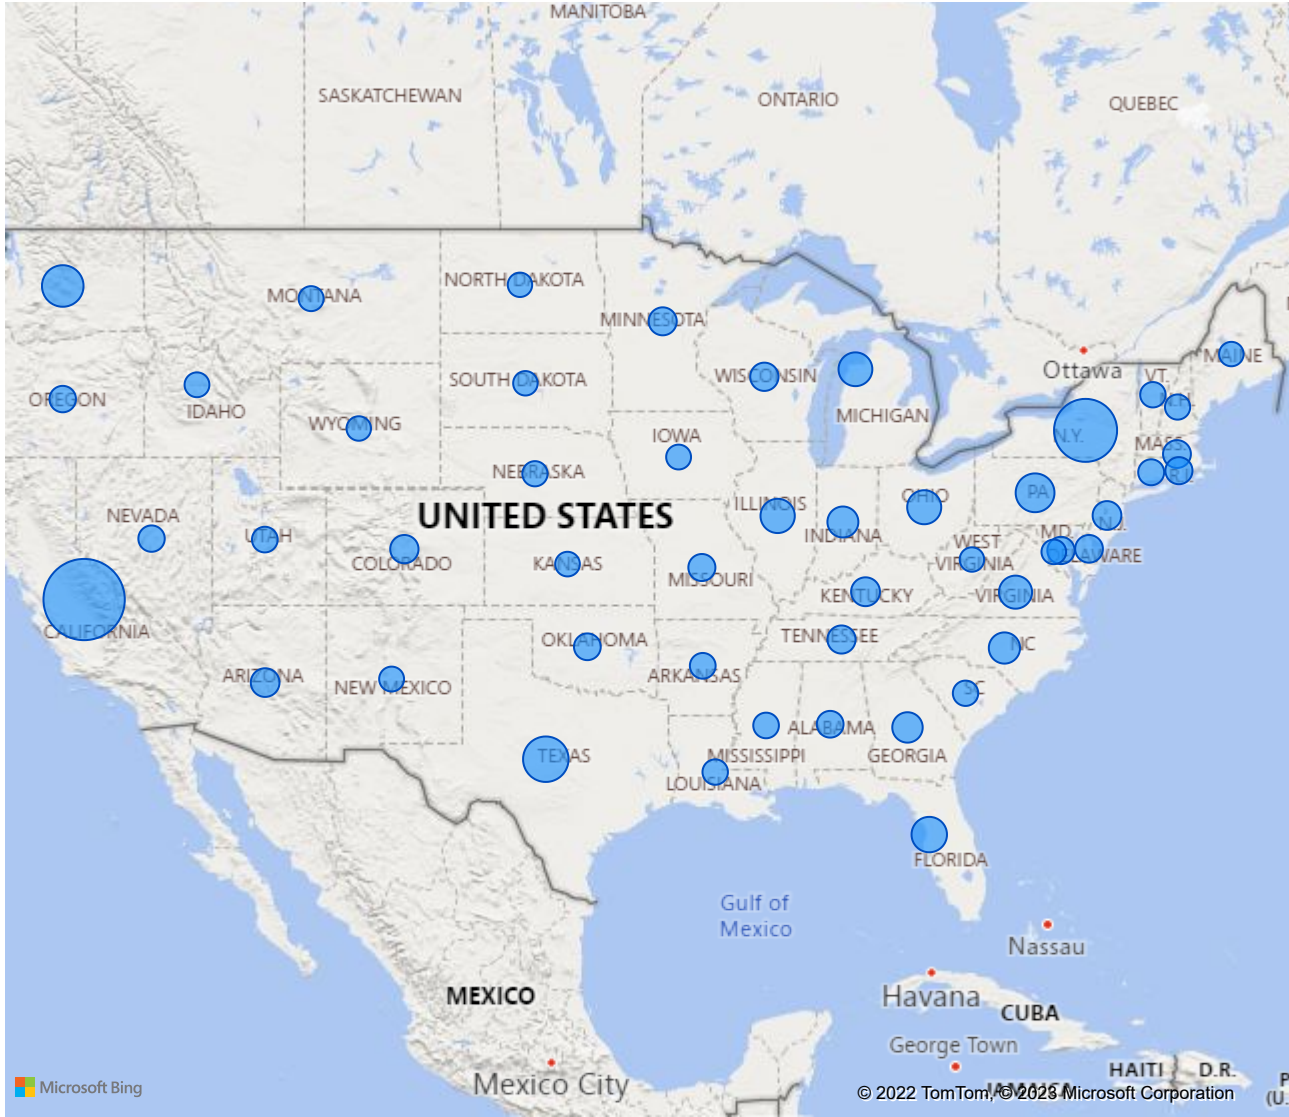 MANITOBA
SASKATCHEWAN
ONTARIO
QUEBEC
NORTH DAKOTA
MONTANA
MINNESOTA
Ottawa
MAINE
VT.
WISCONSIN
SOUTH DAKOTA
OREGON
IDAHO
N.H.
MICHIGAN
WYOMING
IOWA
N.Y.
MASS.
NEBRASKA
R.I.
PA
OHIO
ILLINOIS
UNITED STATES
NEVADA
N.J.
UTAH
INDIANA
MD.
WEST
VIRGINIA
DELAWARE
COLORADO
KANSAS
MISSOURI
KENTUCKY
VIRGINIA
CALIFORNIA
TENNESSEE
OKLAHOMA
NC
ARIZONA
ARKANSAS
NEW MEXICO
SC
ALABAMA
TEXAS
MISSISSIPPI
GEORGIA
LOUISIANA
FLORIDA
Gulf of
Mexico
Nassau
MEXICO
Havana
CUBA
George Town
HAITI
D.R.
Mexico City
Microsoft Bing
JAMAICA
© 2022 TomTom, © 2023 Microsoft Corporation
P
(U.